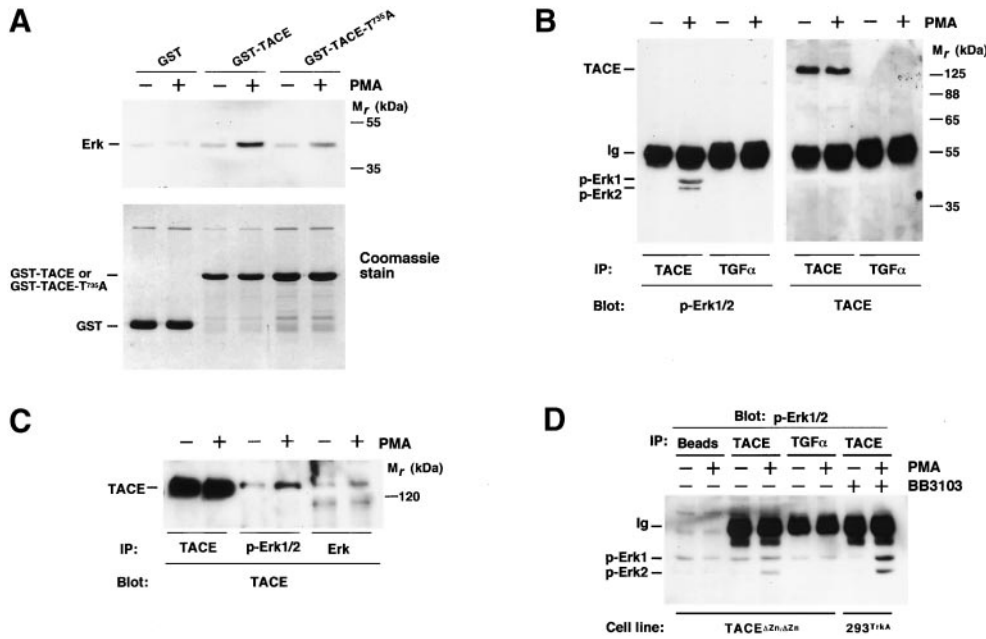 A
GST
GST-TACE
GST-TACE-T⁷³⁵A
− + − + − + PMA
Mr (kDa)
—55
Erk —
—35
GST-TACE or
GST-TACE-T⁷³⁵A
Coomassie
stain
GST —
B
− + − + − + − + PMA
Mr (kDa)
TACE —
—125
—88
—65
Ig —
—55
p-Erk1 —
p-Erk2 —
—35
IP: TACE TGFα TACE TGFα
Blot: p-Erk1/2 TACE
C
− + − + − + PMA
Mr (kDa)
TACE —
—120
IP: TACE p-Erk1/2 Erk
Blot: TACE
D
Blot: p-Erk1/2
IP: Beads TACE TGFα TACE
− + − + − + − + PMA
− − − − − − + + BB3103
Ig —
p-Erk1 —
p-Erk2 —
Cell line: TACE ΔZn/ΔZn 293TrkA